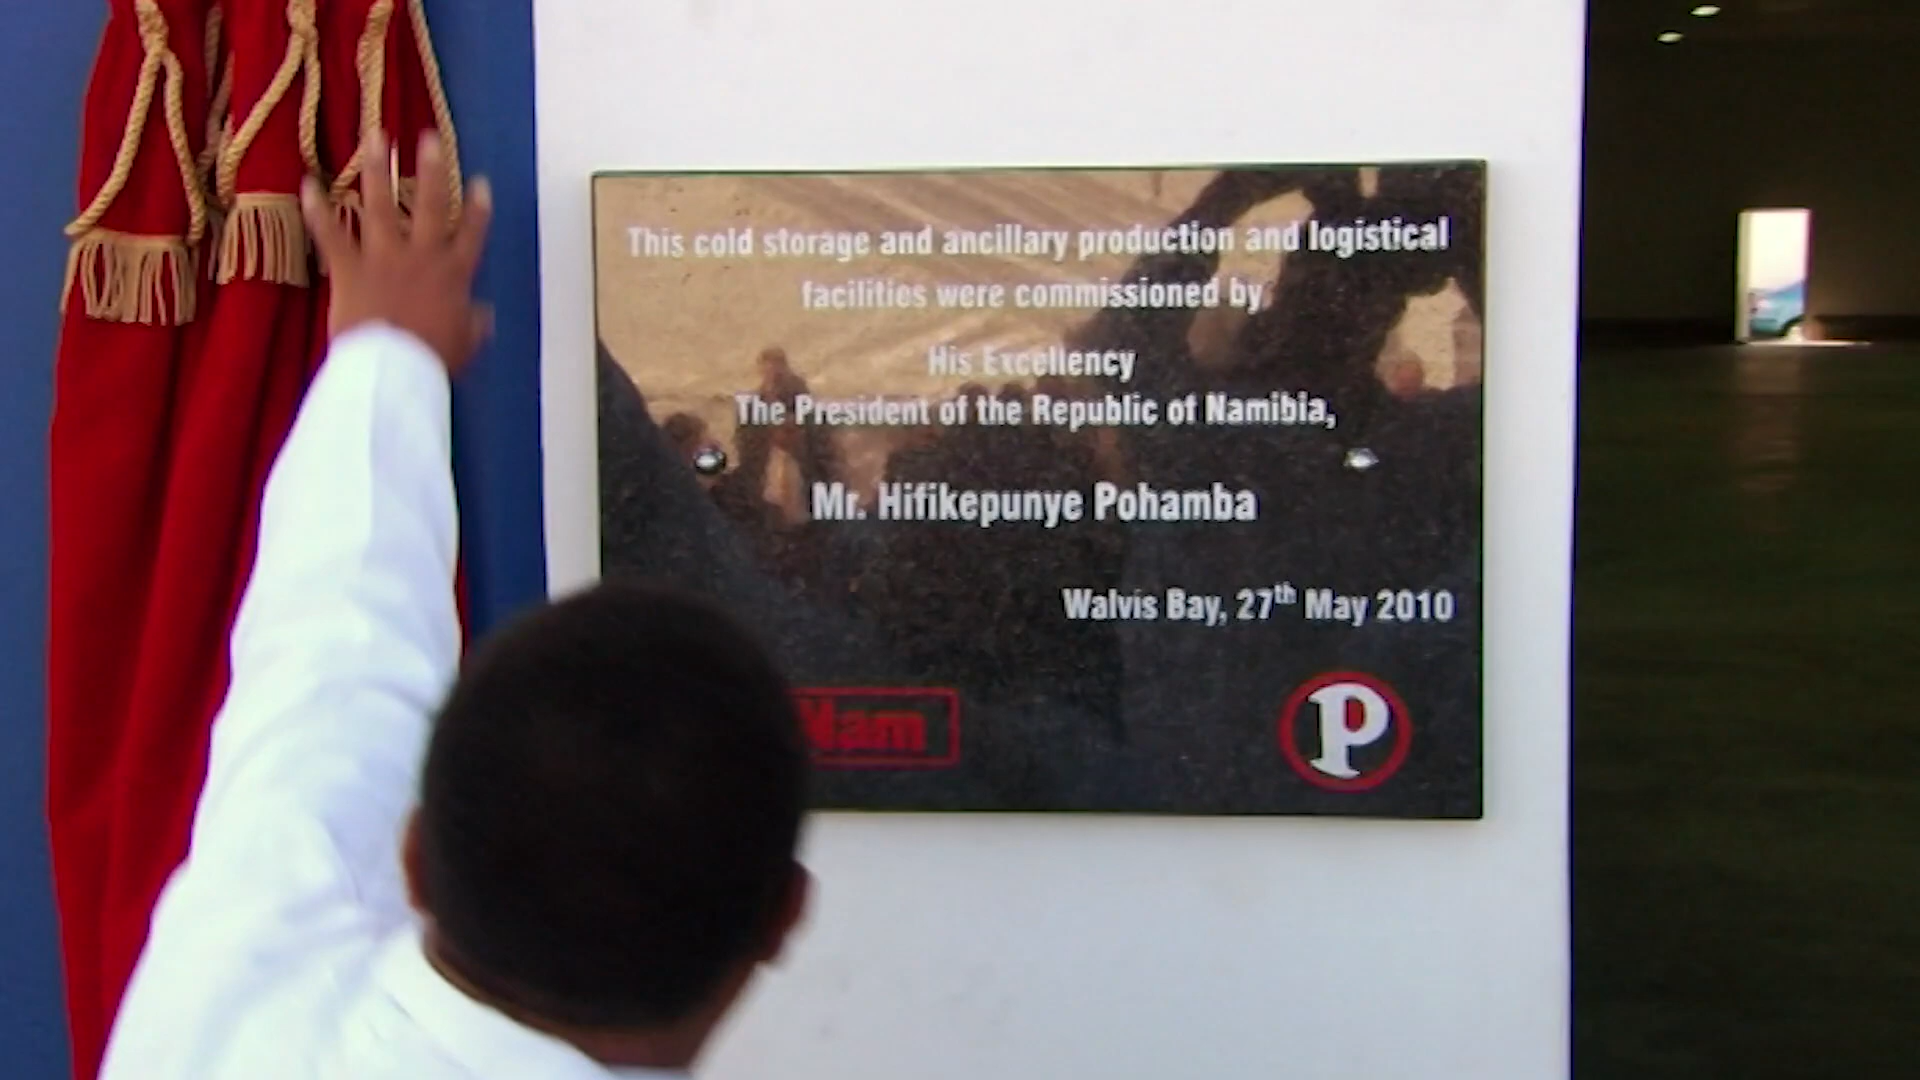 This cold storage and ancillary production and logistical
facilities were commissioned by
His Excellency
The President of the Republic of Namibia,
Mr. Hifikepunye Pohamba
Walvis Bay, 27th May 2010
Nam
P